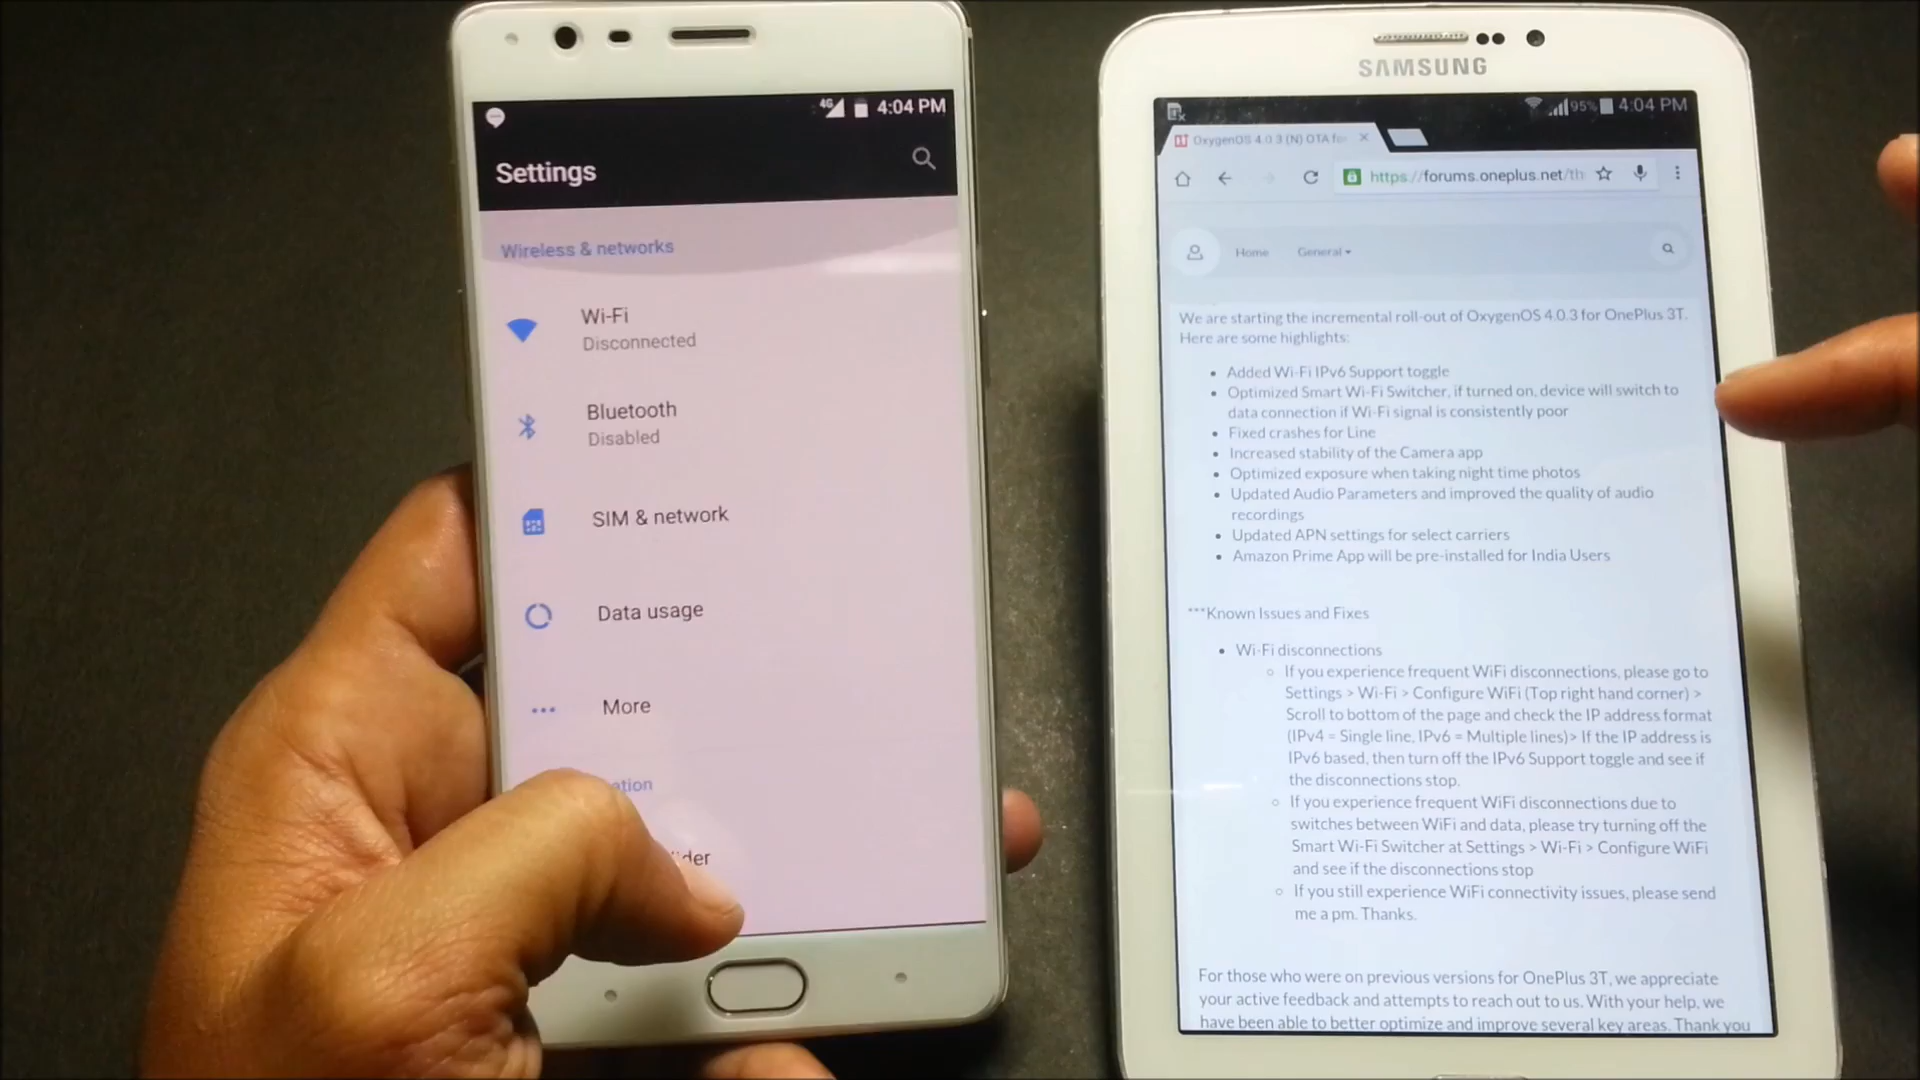 4G 4:04 PM
Settings
Wireless & networks
Wi-Fi
Disconnected
Bluetooth
Disabled
SIM & network
Data usage
More
ation
ider
SAMSUNG
95% 4:04 PM
OxygenOS 4.0.3 (N) OTA for
https://forums.oneplus.net/th
Home General
We are starting the incremental roll-out of OxygenOS 4.0.3 for OnePlus 3T.
Here are some highlights:
• Added Wi-Fi IPv6 Support toggle
• Optimized Smart Wi-Fi Switcher, if turned on, device will switch to
data connection if Wi-Fi signal is consistently poor
• Fixed crashes for Line
• Increased stability of the Camera app
• Optimized exposure when taking night time photos
• Updated Audio Parameters and improved the quality of audio
recordings
• Updated APN settings for select carriers
• Amazon Prime App will be pre-installed for India Users
***Known Issues and Fixes
• Wi-Fi disconnections
○ If you experience frequent WiFi disconnections, please go to
Settings > Wi-Fi > Configure WiFi (Top right hand corner) >
Scroll to bottom of the page and check the IP address format
(IPv4 = Single line, IPv6 = Multiple lines)> If the IP address is
IPv6 based, then turn off the IPv6 Support toggle and see if
the disconnections stop.
○ If you experience frequent WiFi disconnections due to
switches between WiFi and data, please try turning off the
Smart Wi-Fi Switcher at Settings > Wi-Fi > Configure WiFi
and see if the disconnections stop
○ If you still experience WiFi connectivity issues, please send
me a pm. Thanks.
For those who were on previous versions for OnePlus 3T, we appreciate
your active feedback and attempts to reach out to us. With your help, we
have been able to better optimize and improve several key areas. Thank you